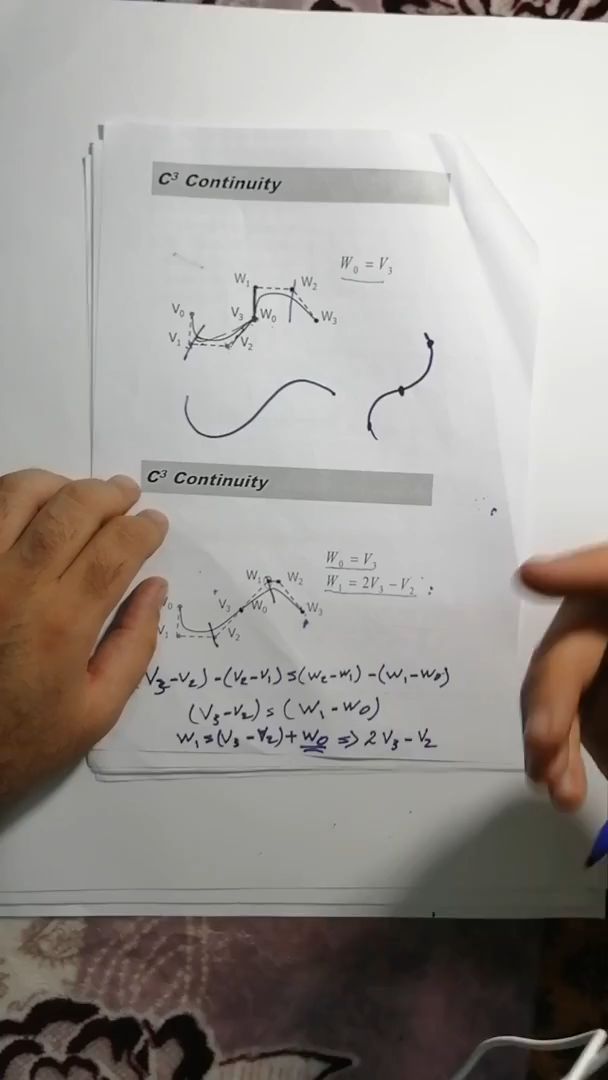 C³ Continuity
W₀ = V₃
W₁ W₂
V₀ V₃ W₀ W₃
V₁ V₂
C³ Continuity
W₀ = V₃
W₁ = 2V₃ − V₂
W₁ W₂
V₃ W₀ W₃
V₂
V₃-V₂) - (V₂-V₁) = (W₂-W₁) - (W₁-W₀)
(V₃-V₂) = (W₁-W₀)
W₁ = (V₃-V₂) + W₀ => 2V₃-V₂